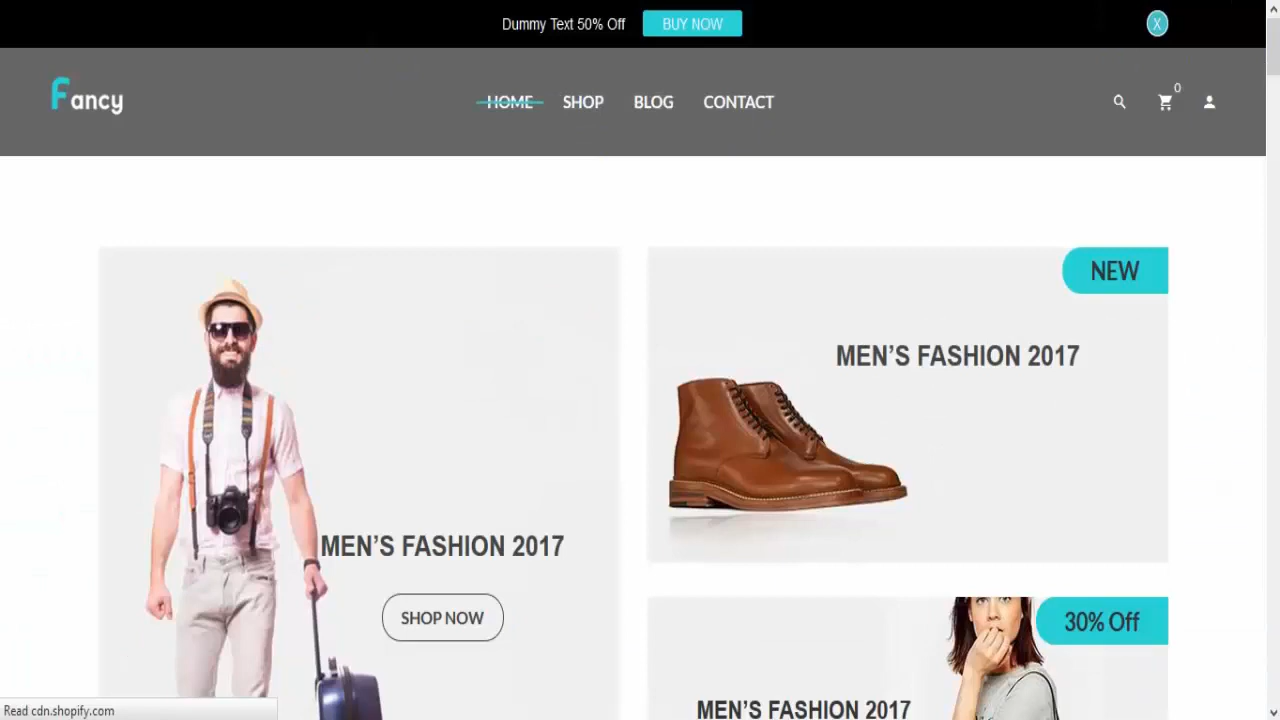 Dummy Text 50% Off BUY NOW X
Fancy HOME SHOP BLOG CONTACT 0
NEW
MEN’S FASHION 2017
MEN’S FASHION 2017
SHOP NOW
30% Off
MEN’S FASHION 2017
Read cdn.shopify.com